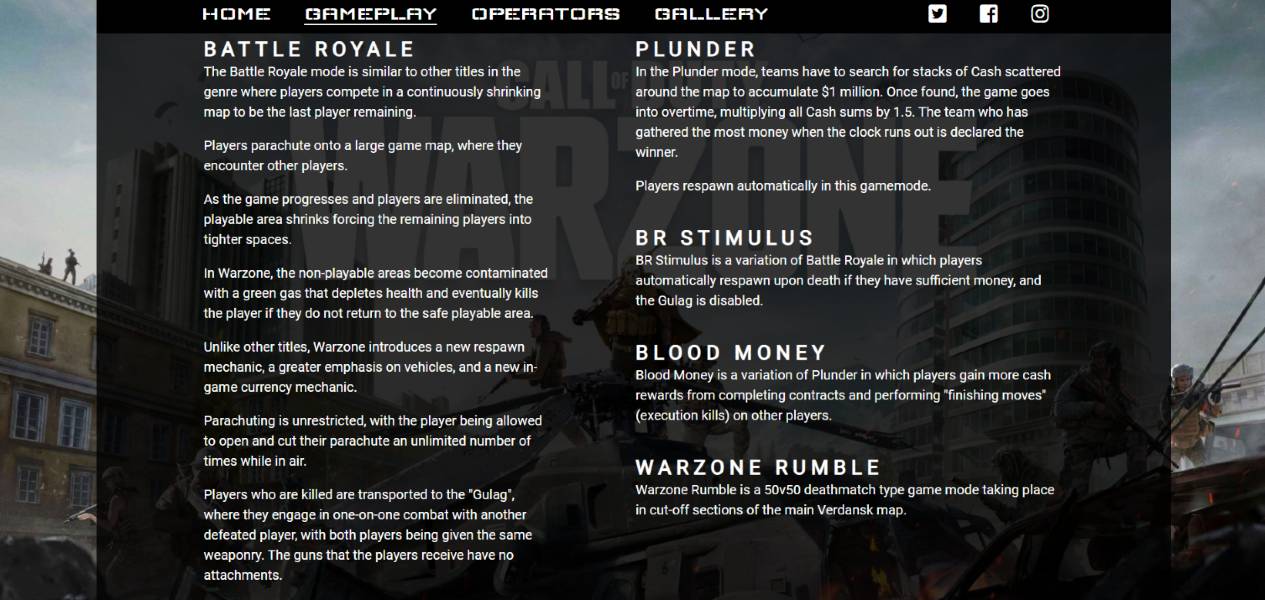 HOME GAMEPLAY OPERATORS GALLERY
BATTLE ROYALE
The Battle Royale mode is similar to other titles in the
genre where players compete in a continuously shrinking
map to be the last player remaining.
Players parachute onto a large game map, where they
encounter other players.
As the game progresses and players are eliminated, the
playable area shrinks forcing the remaining players into
tighter spaces.
In Warzone, the non-playable areas become contaminated
with a green gas that depletes health and eventually kills
the player if they do not return to the safe playable area.
Unlike other titles, Warzone introduces a new respawn
mechanic, a greater emphasis on vehicles, and a new in-
game currency mechanic.
Parachuting is unrestricted, with the player being allowed
to open and cut their parachute an unlimited number of
times while in air.
Players who are killed are transported to the "Gulag",
where they engage in one-on-one combat with another
defeated player, with both players being given the same
weaponry. The guns that the players receive have no
attachments.
PLUNDER
In the Plunder mode, teams have to search for stacks of Cash scattered
around the map to accumulate $1 million. Once found, the game goes
into overtime, multiplying all Cash sums by 1.5. The team who has
gathered the most money when the clock runs out is declared the
winner.
Players respawn automatically in this gamemode.
BR STIMULUS
BR Stimulus is a variation of Battle Royale in which players
automatically respawn upon death if they have sufficient money, and
the Gulag is disabled.
BLOOD MONEY
Blood Money is a variation of Plunder in which players gain more cash
rewards from completing contracts and performing "finishing moves"
(execution kills) on other players.
WARZONE RUMBLE
Warzone Rumble is a 50v50 deathmatch type game mode taking place
in cut-off sections of the main Verdansk map.
CALL OF DUTY
WARZONE